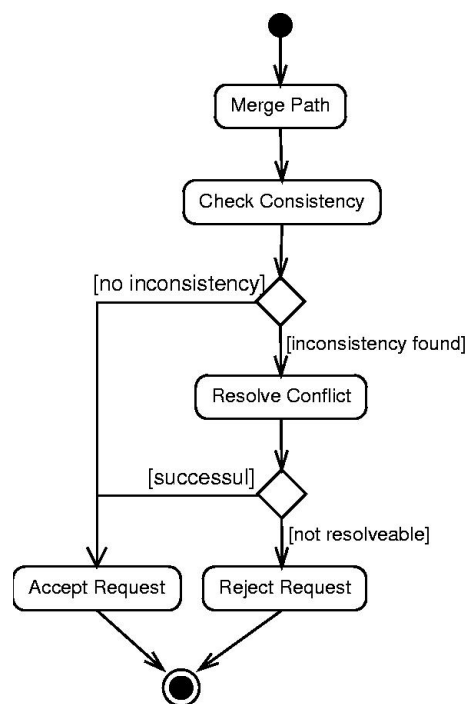 Merge Path
Check Consistency
[no inconsistency]
[inconsistency found]
Resolve Conflict
[successul]
[not resolveable]
Accept Request
Reject Request